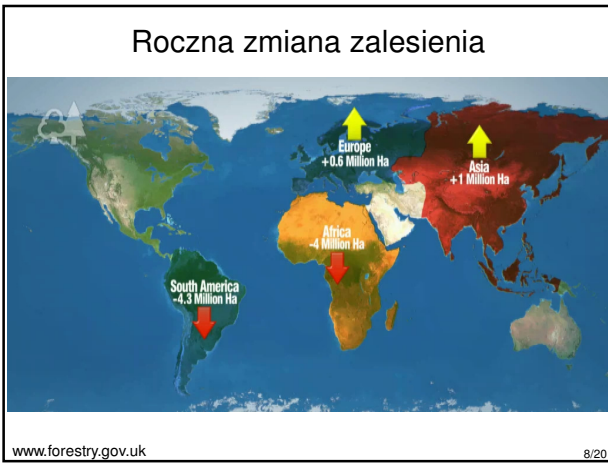 Roczna zmiana zalesienia
Europe
+0.6 Million Ha
Asia
+1 Million Ha
Africa
-4 Million Ha
South America
-4.3 Million Ha
www.forestry.gov.uk
8/20